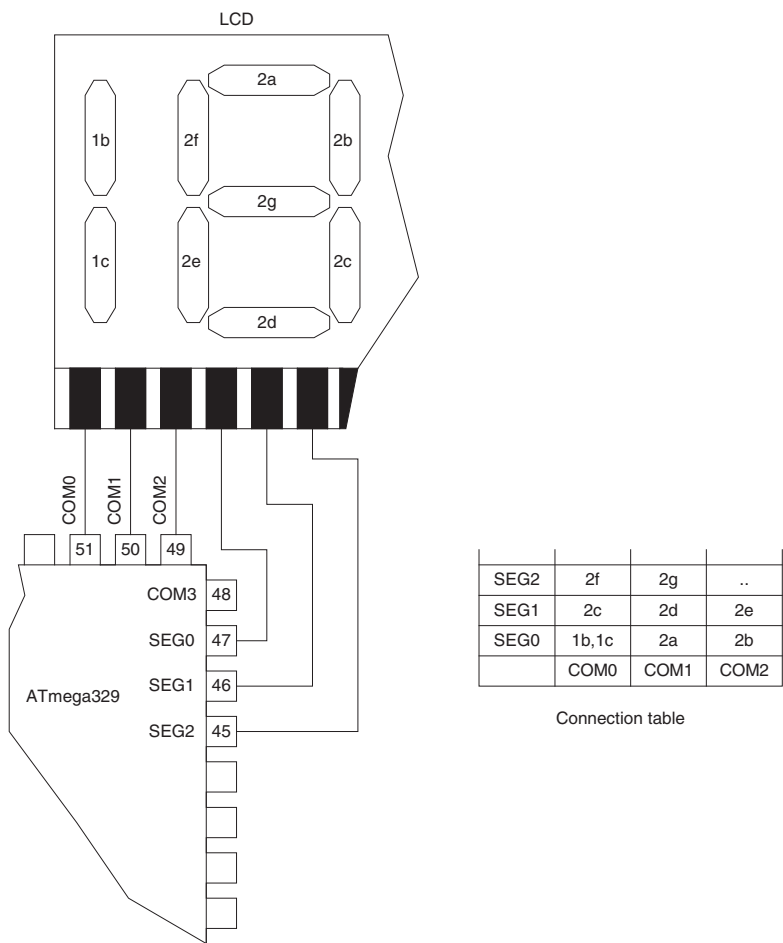 LCD
2a
1b 2f 2b
2g
1c 2e 2c
2d
COM0 COM1 COM2
51 50 49
COM3 48
SEG0 47
SEG1 46
ATmega329
SEG2 45
SEG2 2f 2g ..
SEG1 2c 2d 2e
SEG0 1b,1c 2a 2b
COM0 COM1 COM2
Connection table